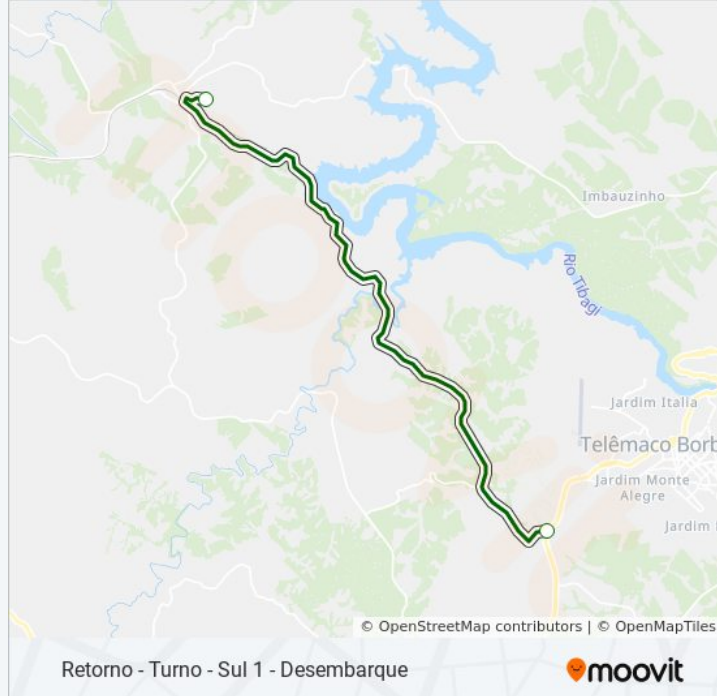 Imbauzinho
Rio Tibagi
Jardim Italia
Telêmaco Borb
Jardim Monte
Alegre
Jardim
© OpenStreetMap contributors | © OpenMapTiles
Retorno - Turno - Sul 1 - Desembarque
moovit